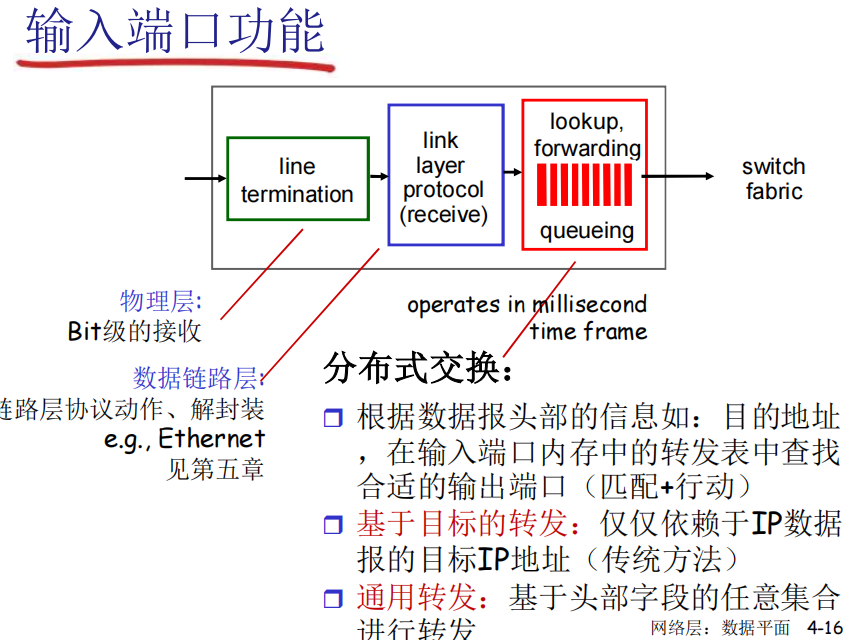 输入端口功能
line
termination
link
layer
protocol
(receive)
lookup,
forwarding
queueing
switch
fabric
物理层:
Bit级的接收
数据链路层:
链路层协议动作、解封装
e.g., Ethernet
见第五章
operates in millisecond
time frame
分布式交换：
根据数据报头部的信息如：目的地址
，在输入端口内存中的转发表中查找
合适的输出端口（匹配+行动）
基于目标的转发：仅仅依赖于IP数据
报的目标IP地址（传统方法）
通用转发：基于头部字段的任意集合
进行转发
网络层：数据平面 4-16